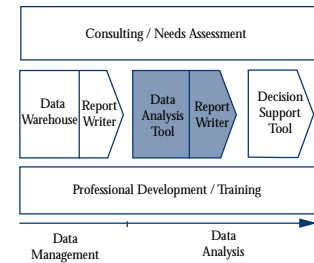 Consulting / Needs Assessment
Data
Warehouse
Report
Writer
Data
Analysis
Tool
Report
Writer
Decision
Support
Tool
Professional Development / Training
Data
Management
Data
Analysis